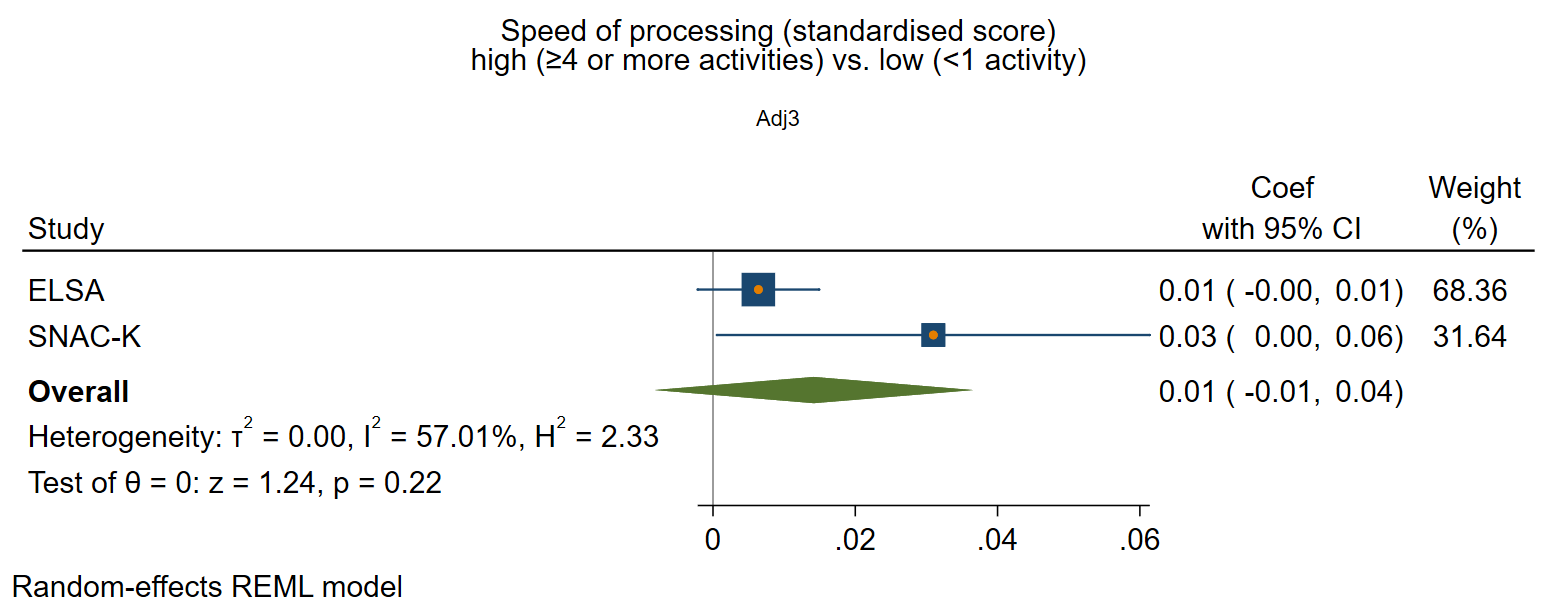 Speed of processing (standardised score)
high (≥4 or more activities) vs. low (<1 activity)
Adj3
Coef Weight
Study with 95% CI (%)
ELSA 0.01 ( -0.00, 0.01) 68.36
SNAC-K 0.03 ( 0.00, 0.06) 31.64
Overall 0.01 ( -0.01, 0.04)
Heterogeneity: τ² = 0.00, I² = 57.01%, H² = 2.33
Test of θ = 0: z = 1.24, p = 0.22
0 .02 .04 .06
Random-effects REML model